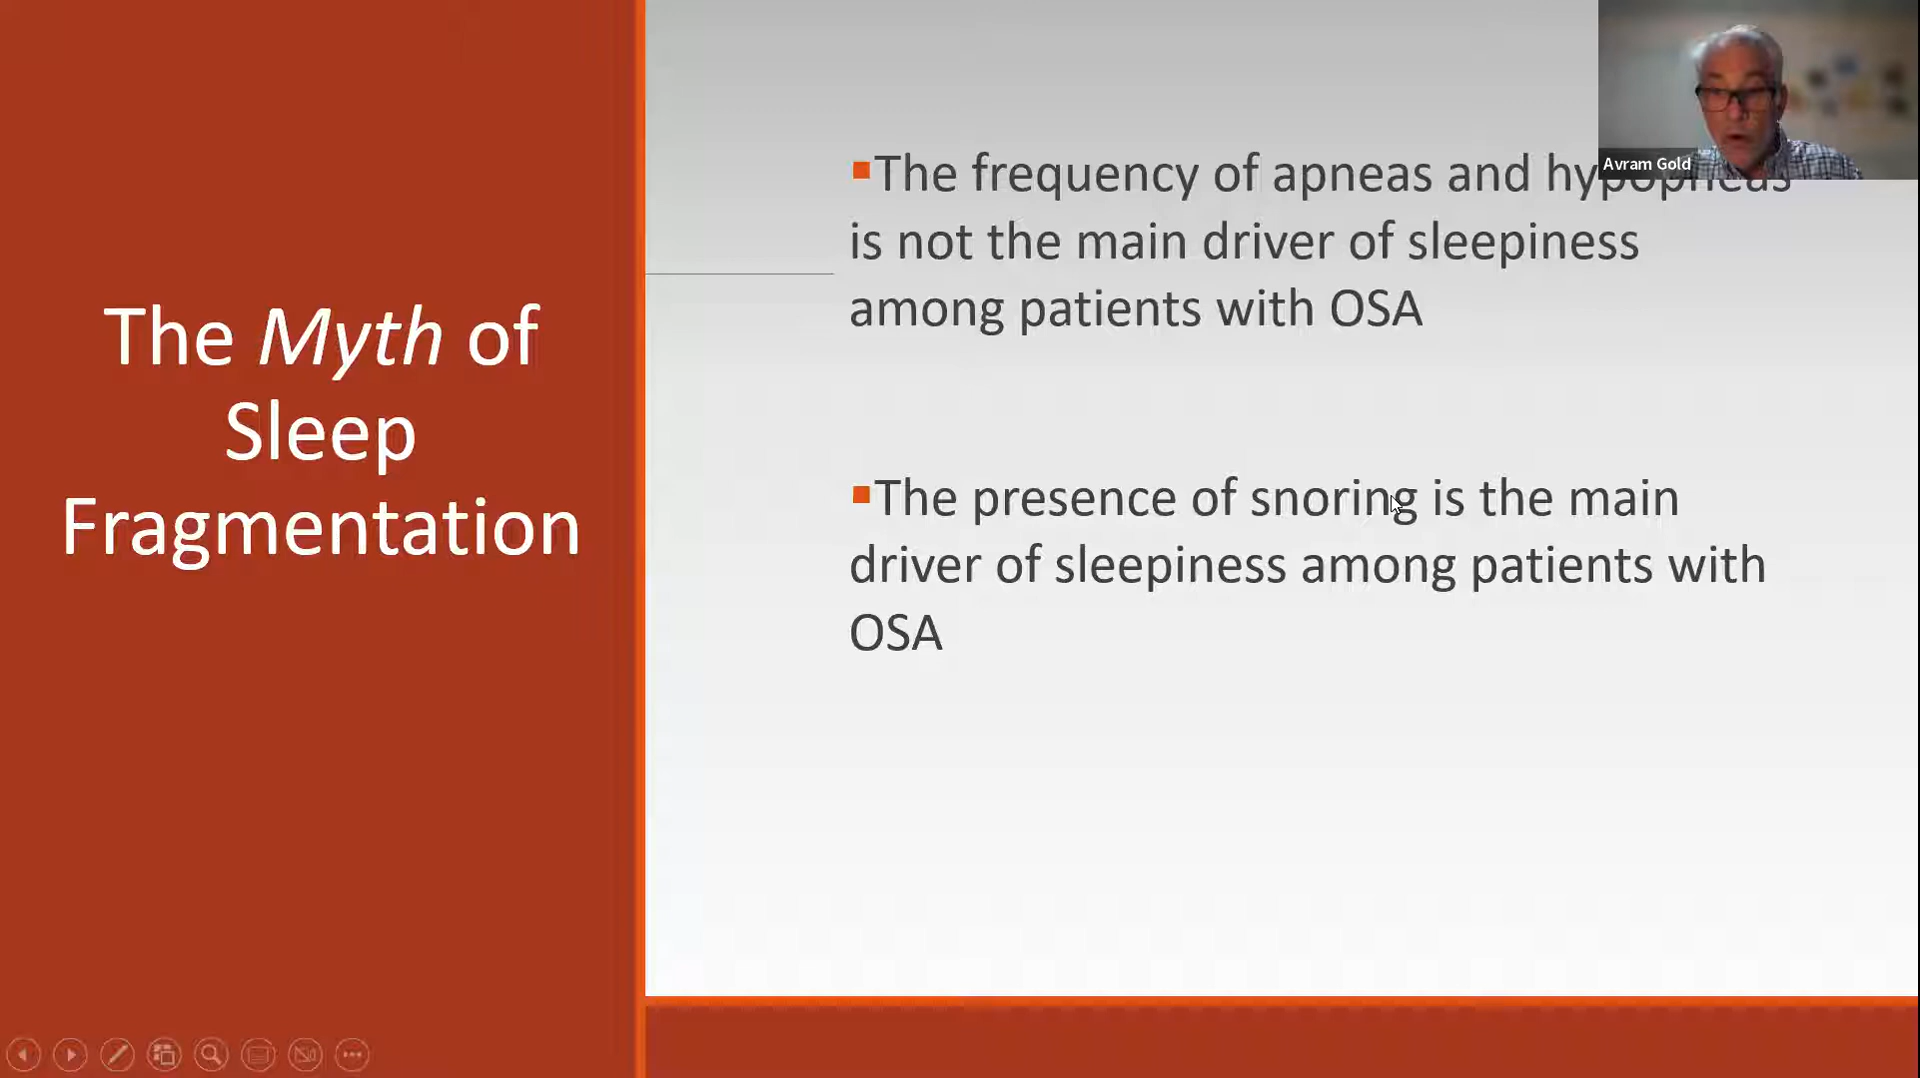 The Myth of
Sleep
Fragmentation
▪The frequency of apneas and hypopneas
is not the main driver of sleepiness
among patients with OSA
▪The presence of snoring is the main
driver of sleepiness among patients with
OSA
Avram Gold